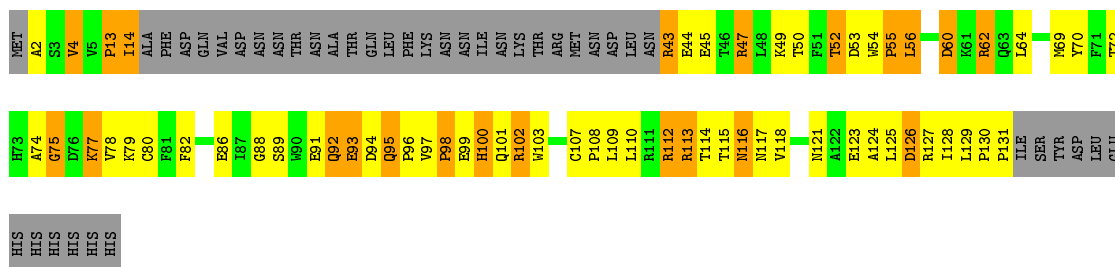 MET A2 S3 V4 V5 P13 I14 ALA PHE ASP GLN VAL ASP ASN ASN THR ASN ALA THR GLN LEU PHE LYS ASN ASN ILE ASN LYS THR ARG MET ASN ASP LEU ASN R43 E44 E45 T46 R47 L48 K49 T50 F51 T52 D53 W54 P55 L56 D60 K61 R62 Q63 L64 M69 Y70 F71 T72
H73 A74 G75 D76 K77 V78 K79 C80 F81 F82 E86 I87 G88 S89 W90 E91 Q92 E93 D94 Q95 P96 V97 P98 E99 H100 Q101 R102 W103 C107 P108 L109 L110 R111 R112 R113 T114 T115 N116 N117 V118 N121 A122 E123 A124 L125 D126 R127 I128 L129 P130 P131 ILE SER TYR ASP LEU GLU
HIS HIS HIS HIS HIS HIS